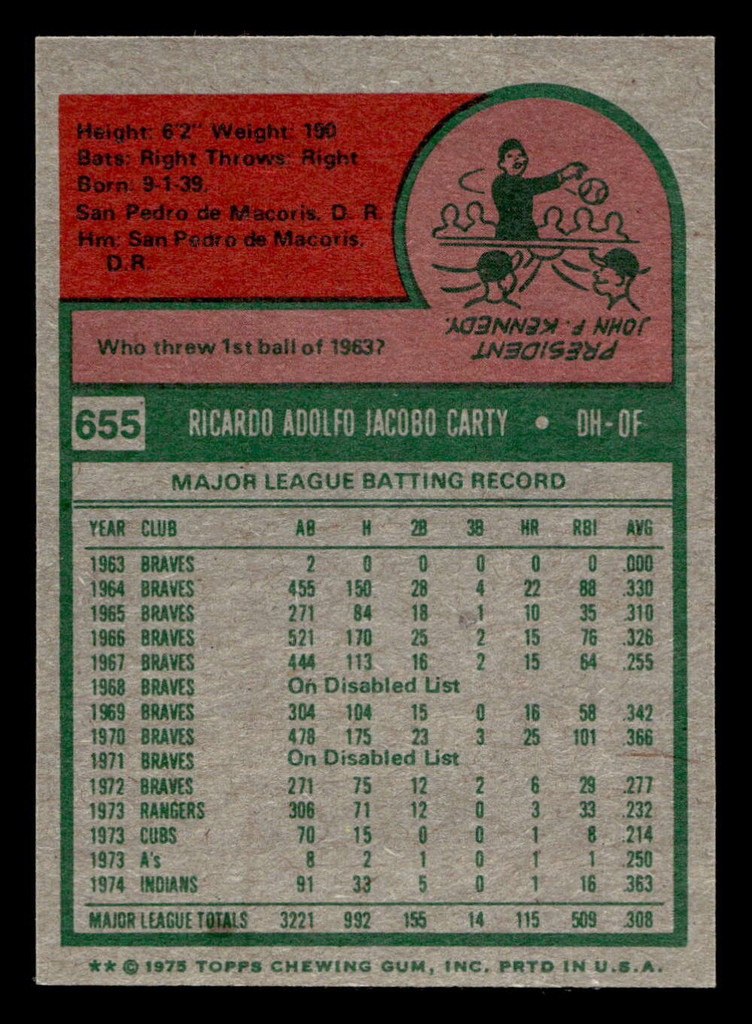 Height: 6'2" Weight: 190
Bats: Right Throws: Right
Born: 9-1-39,
San Pedro de Macoris, D. R.
Hm: San Pedro de Macoris,
D.R.
Who threw 1st ball of 1963?
PRESIDENT
JOHN F. KENNEDY.
655 RICARDO ADOLFO JACOBO CARTY • DH-OF
MAJOR LEAGUE BATTING RECORD
YEAR CLUB AB H 2B 3B HR RBI AVG
1963 BRAVES 2 0 0 0 0 0 .000
1964 BRAVES 455 150 28 4 22 88 .330
1965 BRAVES 271 84 18 1 10 35 .310
1966 BRAVES 521 170 25 2 15 76 .326
1967 BRAVES 444 113 16 2 15 64 .255
1968 BRAVES On Disabled List
1969 BRAVES 304 104 15 0 16 58 .342
1970 BRAVES 478 175 23 3 25 101 .366
1971 BRAVES On Disabled List
1972 BRAVES 271 75 12 2 6 29 .277
1973 RANGERS 306 71 12 0 3 33 .232
1973 CUBS 70 15 0 0 1 8 .214
1973 A's 8 2 1 0 1 1 .250
1974 INDIANS 91 33 5 0 1 16 .363
MAJOR LEAGUE TOTALS 3221 992 155 14 115 509 .308
** © 1975 TOPPS CHEWING GUM, INC. PRTD IN U.S.A.